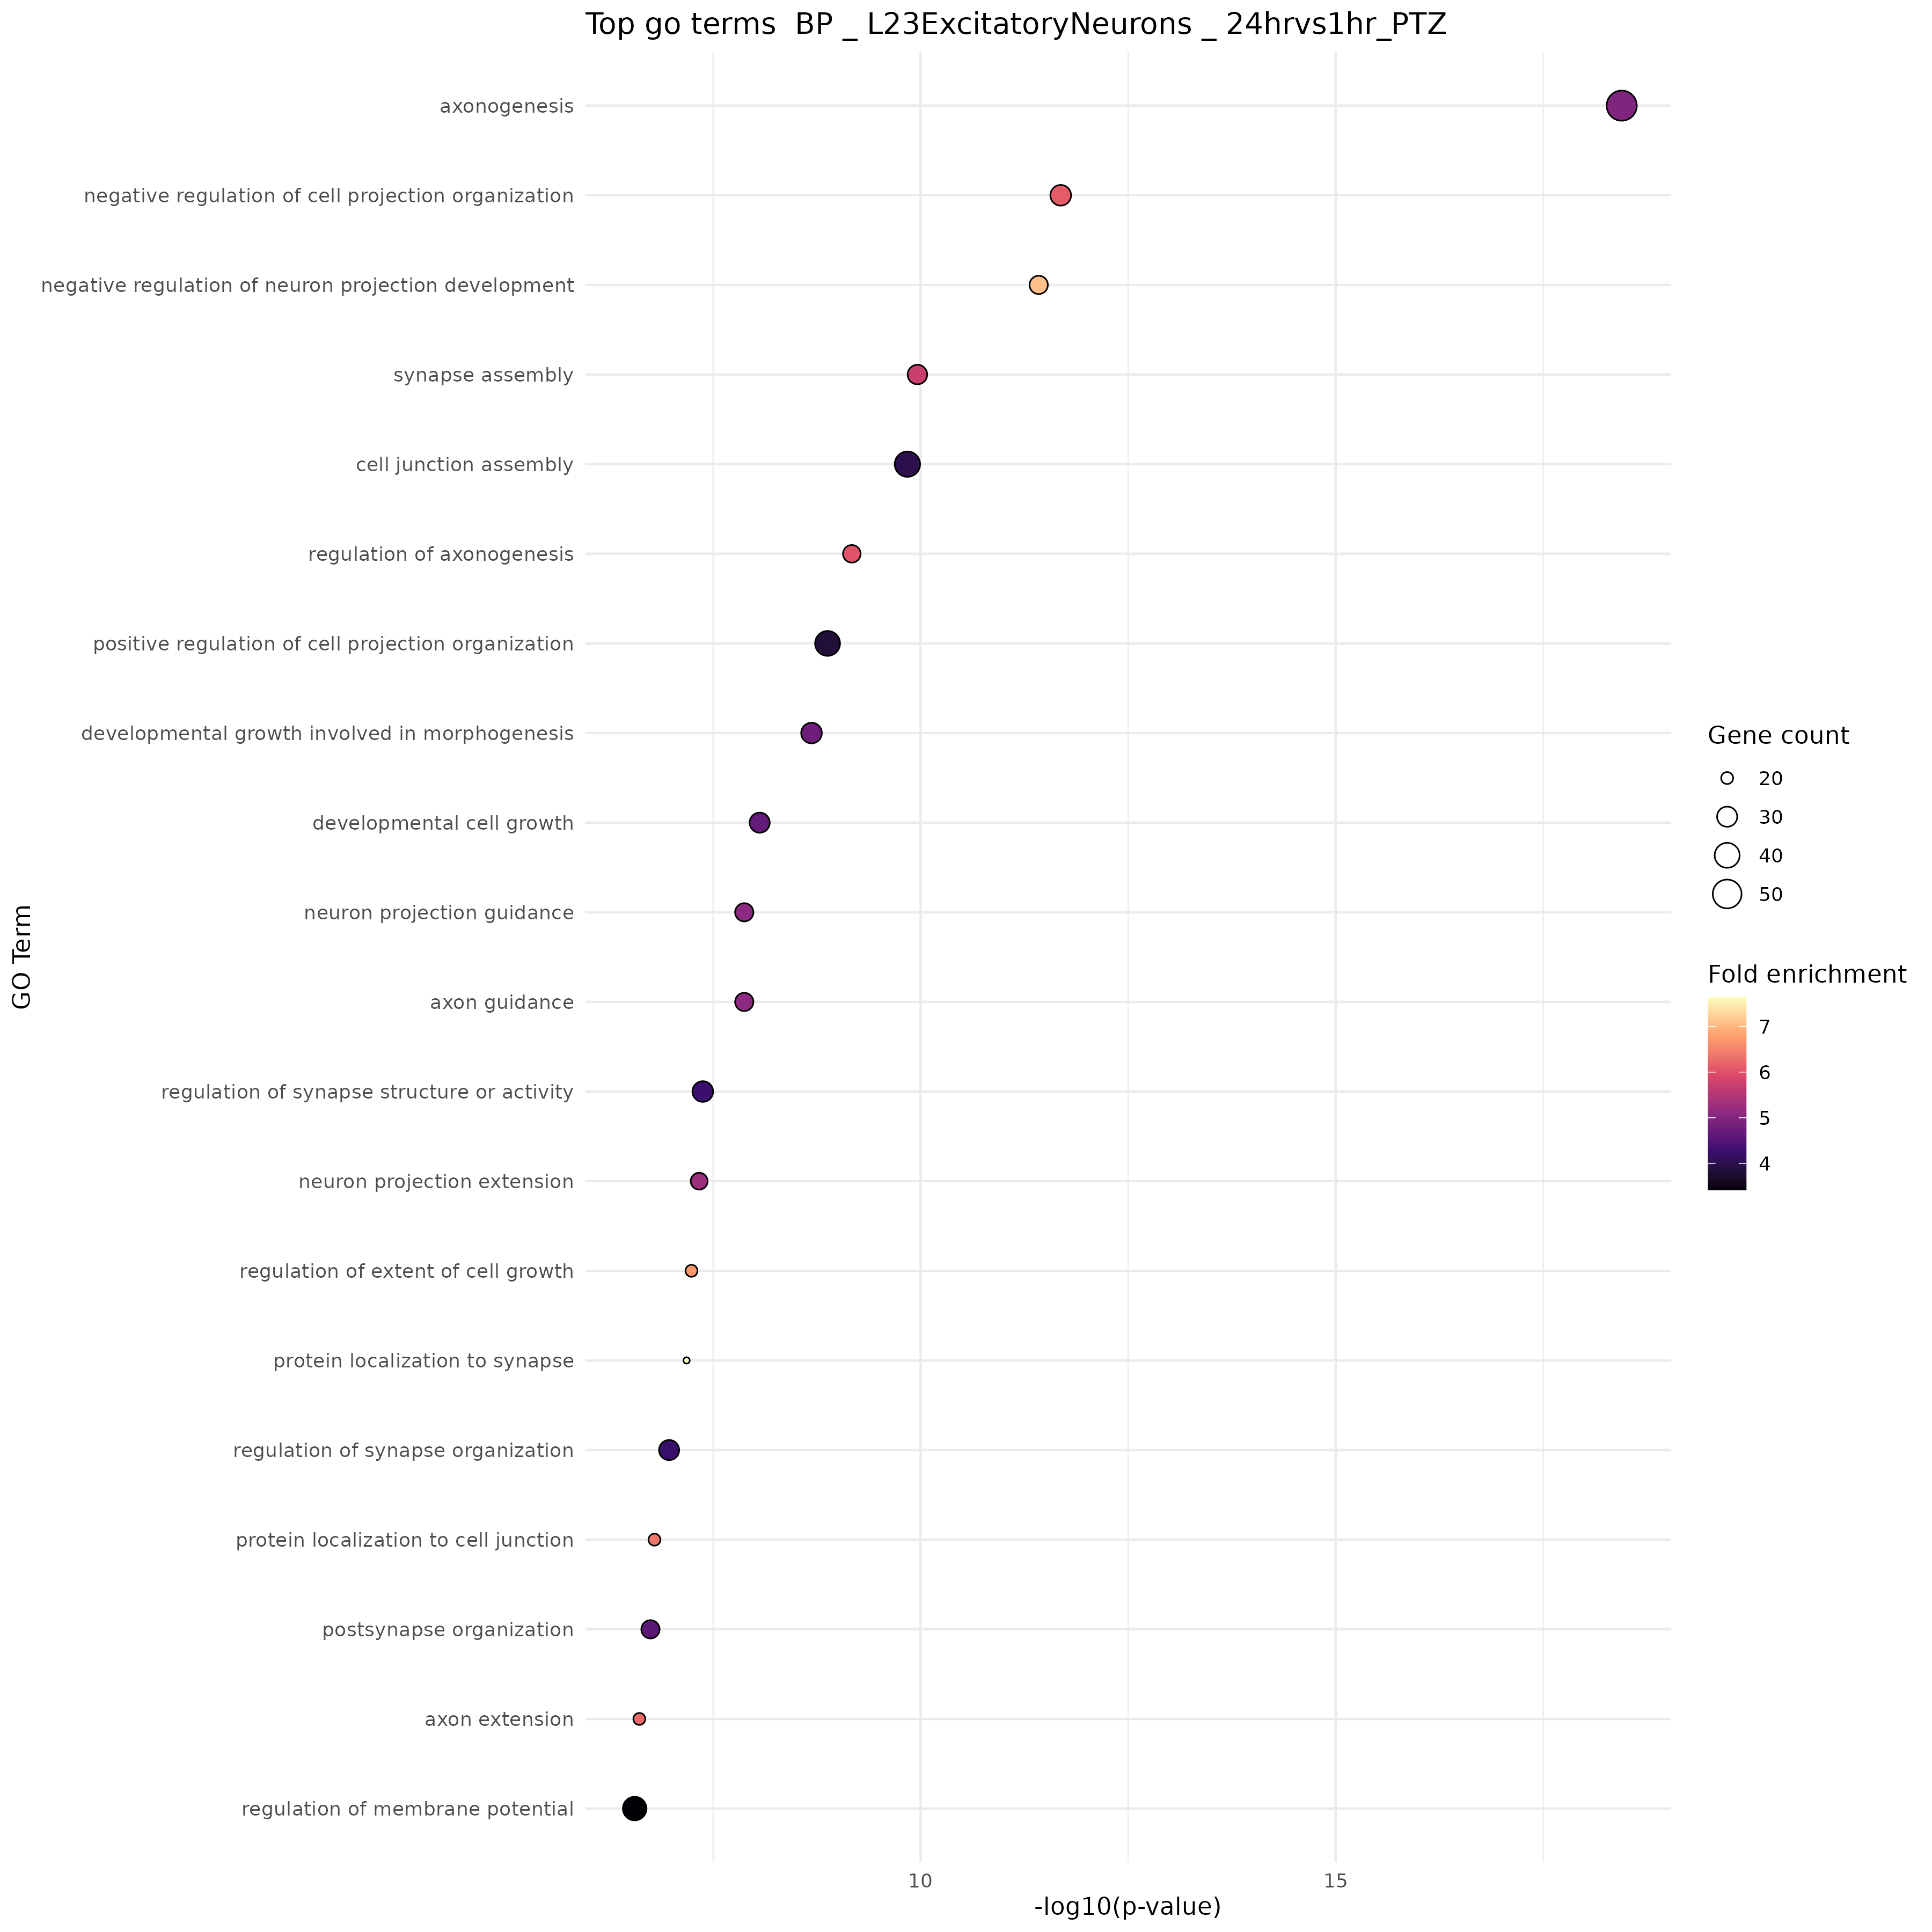 Top go terms  BP _ L23ExcitatoryNeurons _ 24hrvs1hr_PTZ
axonogenesis
negative regulation of cell projection organization
negative regulation of neuron projection development
synapse assembly
cell junction assembly
regulation of axonogenesis
positive regulation of cell projection organization
developmental growth involved in morphogenesis
developmental cell growth
neuron projection guidance
axon guidance
regulation of synapse structure or activity
neuron projection extension
regulation of extent of cell growth
protein localization to synapse
regulation of synapse organization
protein localization to cell junction
postsynapse organization
axon extension
regulation of membrane potential
GO Term
10
15
-log10(p-value)
Gene count
20
30
40
50
Fold enrichment
7
6
5
4